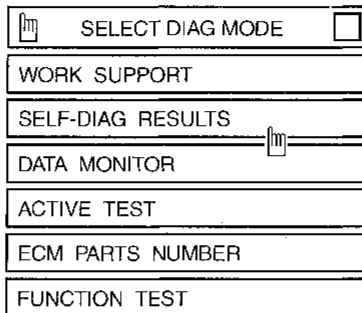 SELECT DIAG MODE
WORK SUPPORT
SELF-DIAG RESULTS
DATA MONITOR
ACTIVE TEST
ECM PARTS NUMBER
FUNCTION TEST